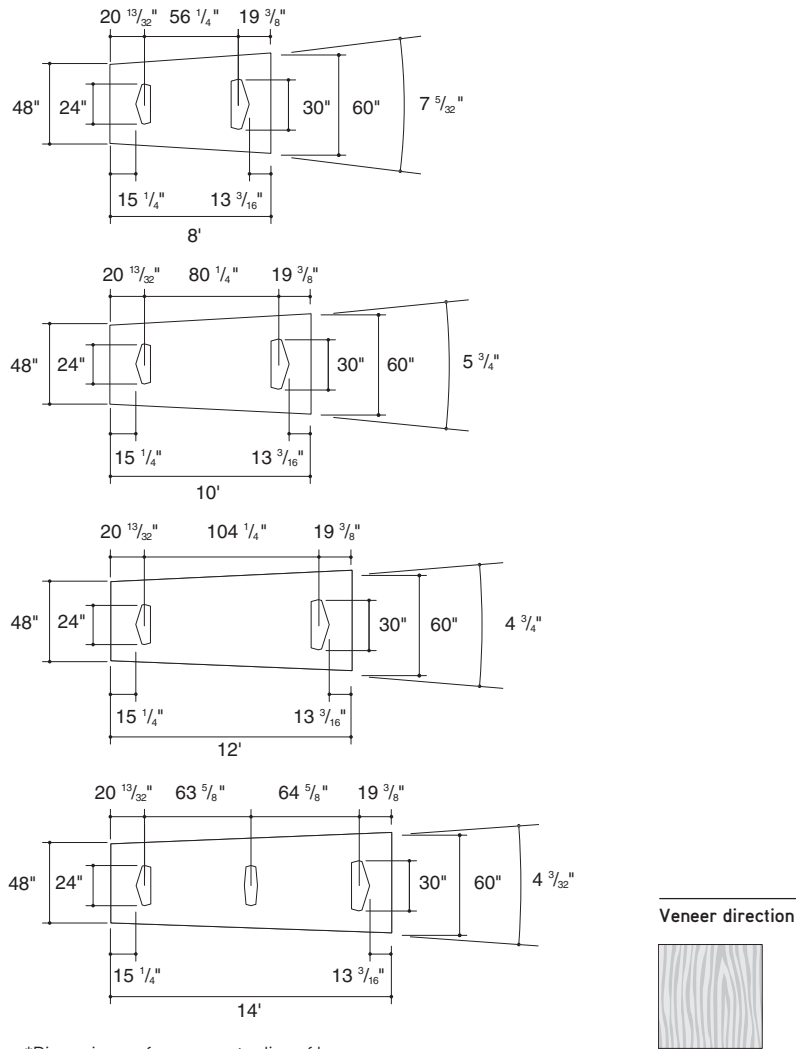 20 13/32" 56 1/4" 19 3/8"
48" 24" 30" 60" 7 5/32"
15 1/4" 13 3/16"
8'
20 13/32" 80 1/4" 19 3/8"
48" 24" 30" 60" 5 3/4"
15 1/4" 13 3/16"
10'
20 13/32" 104 1/4" 19 3/8"
48" 24" 30" 60" 4 3/4"
15 1/4" 13 3/16"
12'
20 13/32" 63 5/8" 64 5/8" 19 3/8"
48" 24" 30" 60" 4 3/32"
15 1/4" 13 3/16"
14'
Veneer direction